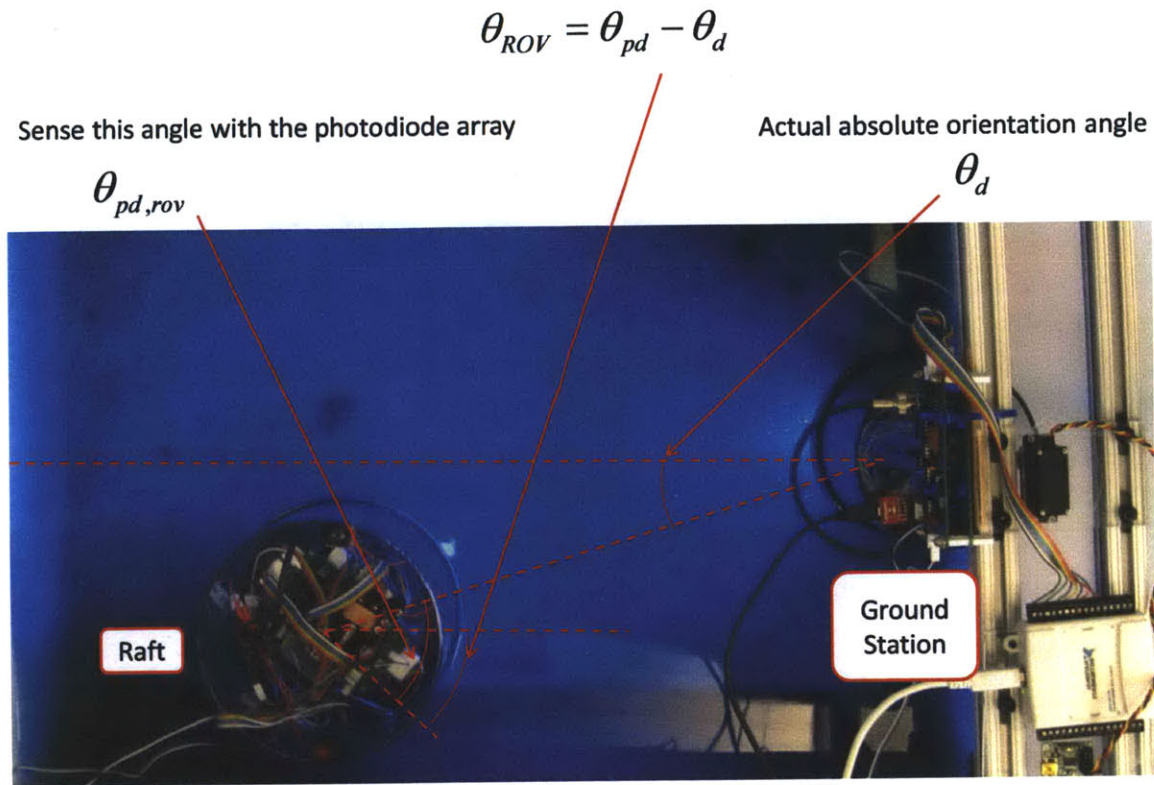 θ_ROV = θ_pd − θ_d
Sense this angle with the photodiode array
Actual absolute orientation angle
θ_pd,rov
θ_d
Raft
Ground
Station